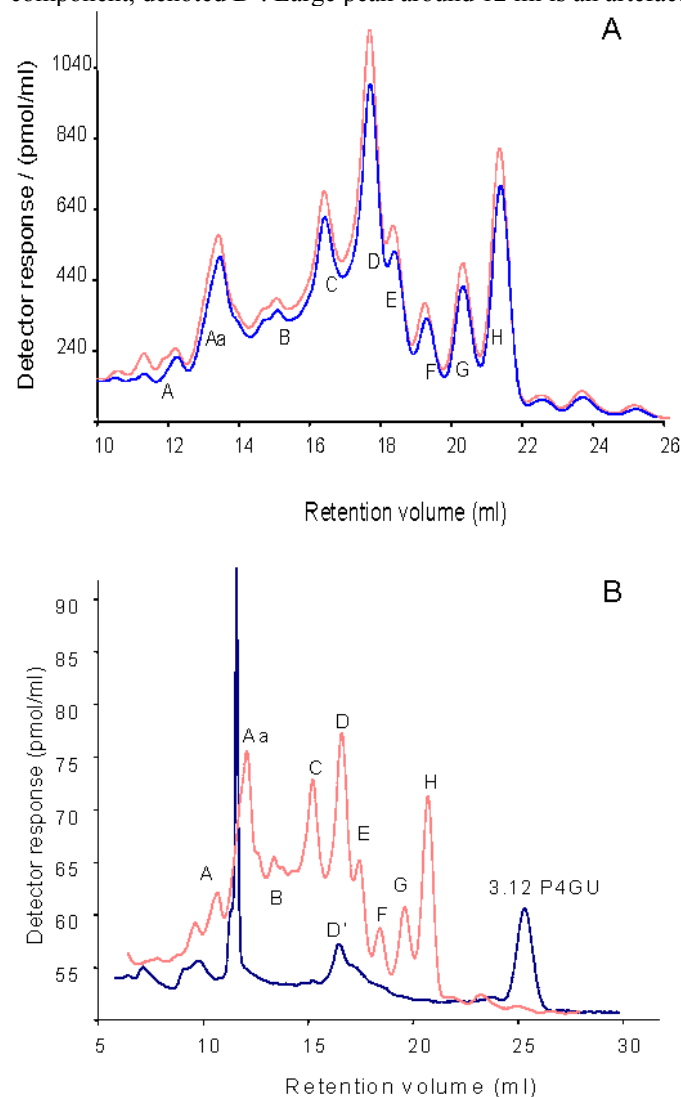 component, denoted D'. Large peak around 12 ml is an artefac
A
1040
840
640
440
240
Detector response / (pmol/ml)
A
Aa
B
C
D
E
F
G
H
10 12 14 16 18 20 22 24 26
Retention volume (ml)
B
90
85
80
75
70
65
60
55
Detector response (pmol/ml)
A
Aa
B
C
D
E
F
G
H
D'
3.12 P4GU
5 10 15 20 25 30
Retention volume (ml)